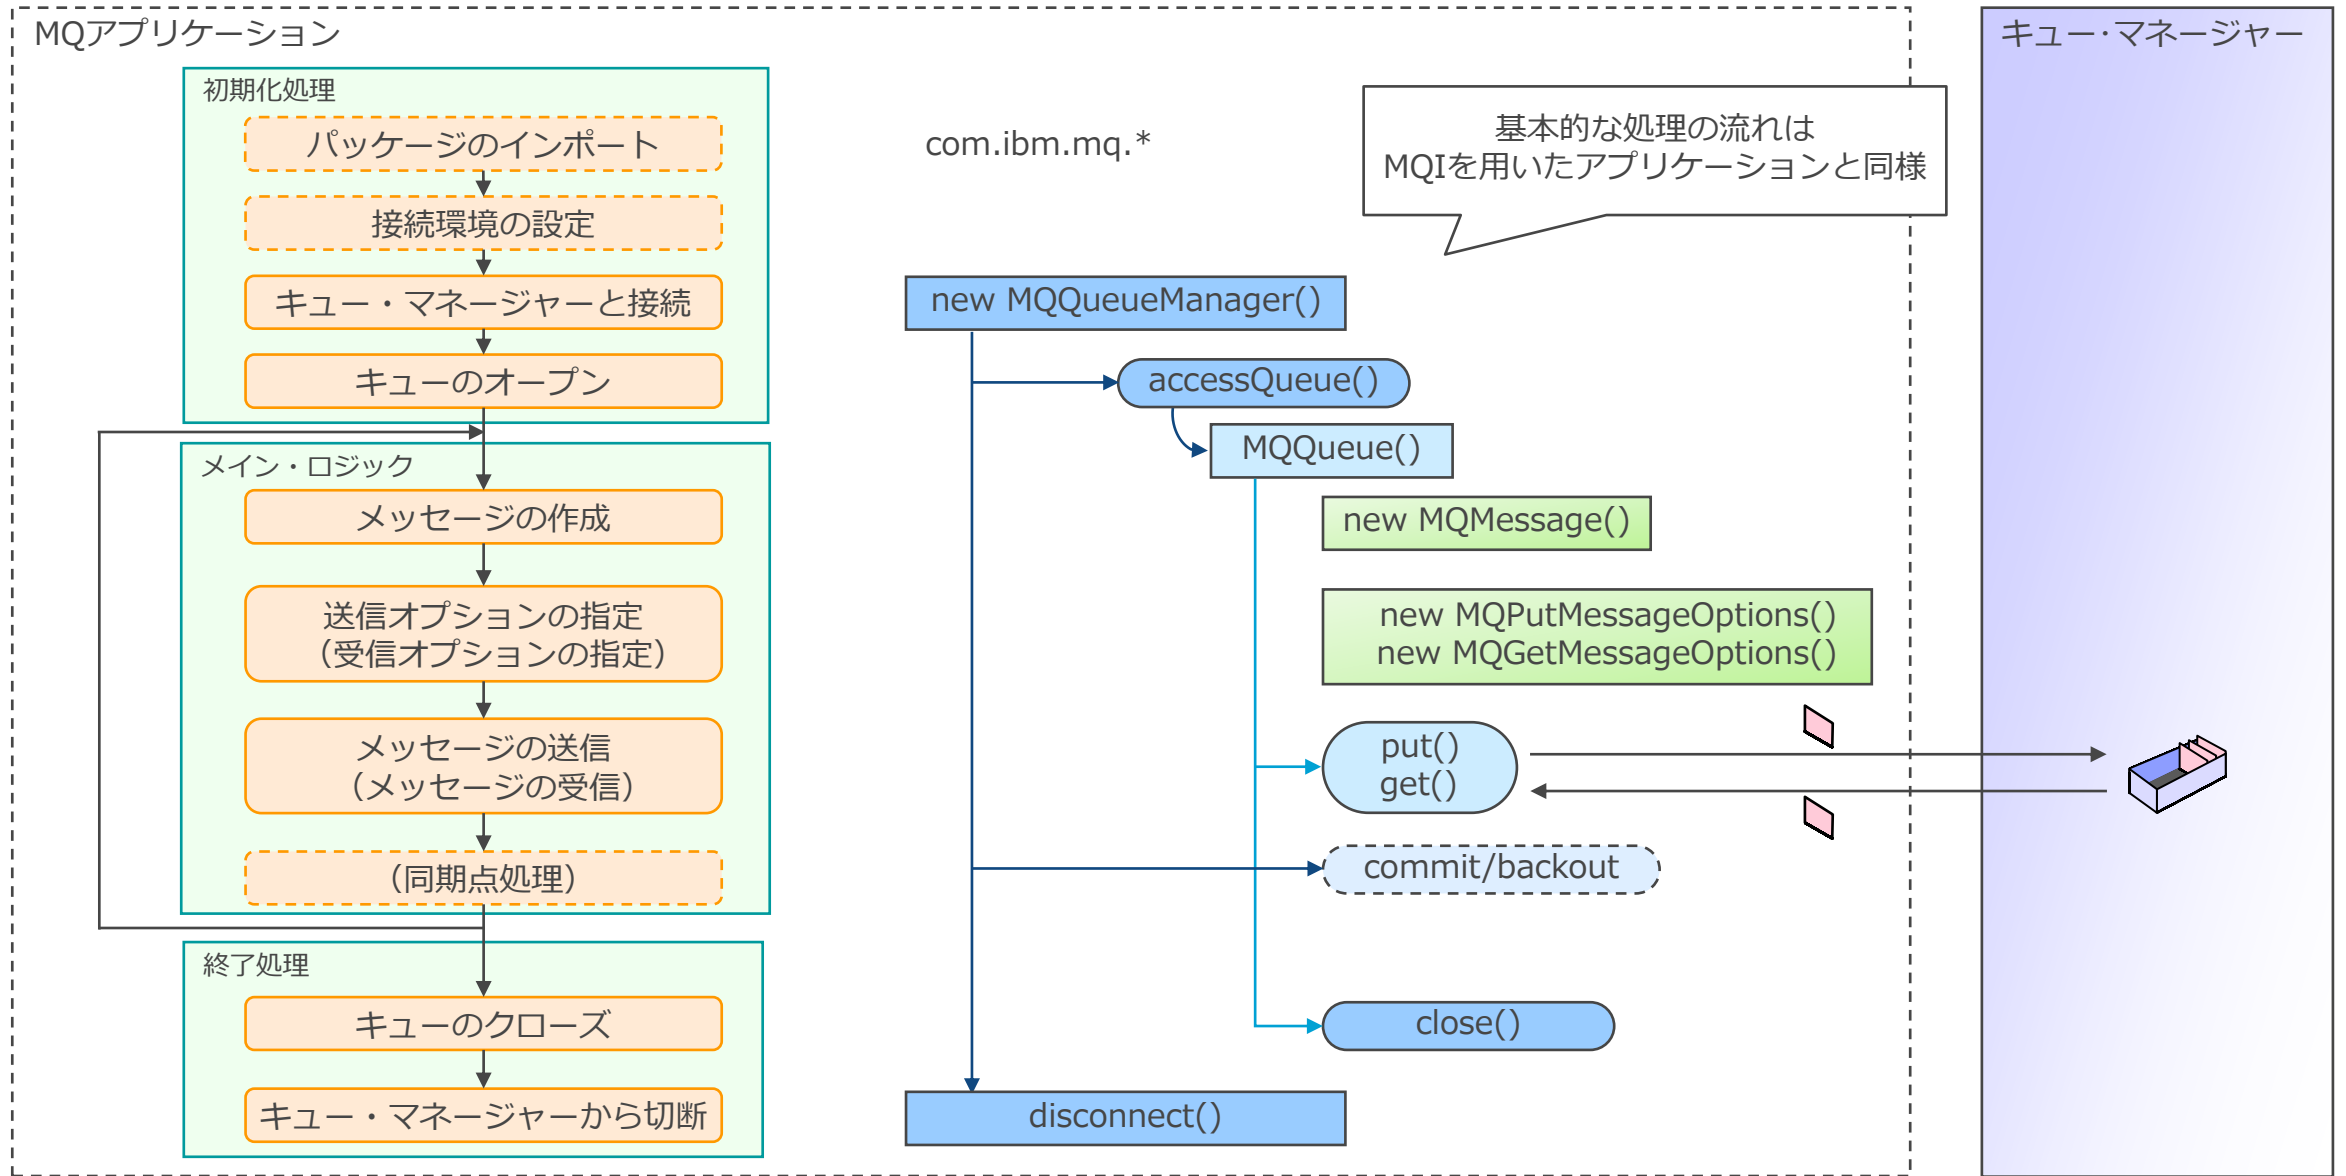 MQアプリケーション
初期化処理
パッケージのインポート
接続環境の設定
キュー・マネージャーと接続
キューのオープン
メイン・ロジック
メッセージの作成
送信オプションの指定
（受信オプションの指定）
メッセージの送信
（メッセージの受信）
（同期点処理）
終了処理
キューのクローズ
キュー・マネージャーから切断
com.ibm.mq.*
基本的な処理の流れは
MQIを用いたアプリケーションと同様
new MQQueueManager()
accessQueue()
MQQueue()
new MQMessage()
new MQPutMessageOptions()
new MQGetMessageOptions()
put()
get()
commit/backout
close()
disconnect()
キュー・マネージャー